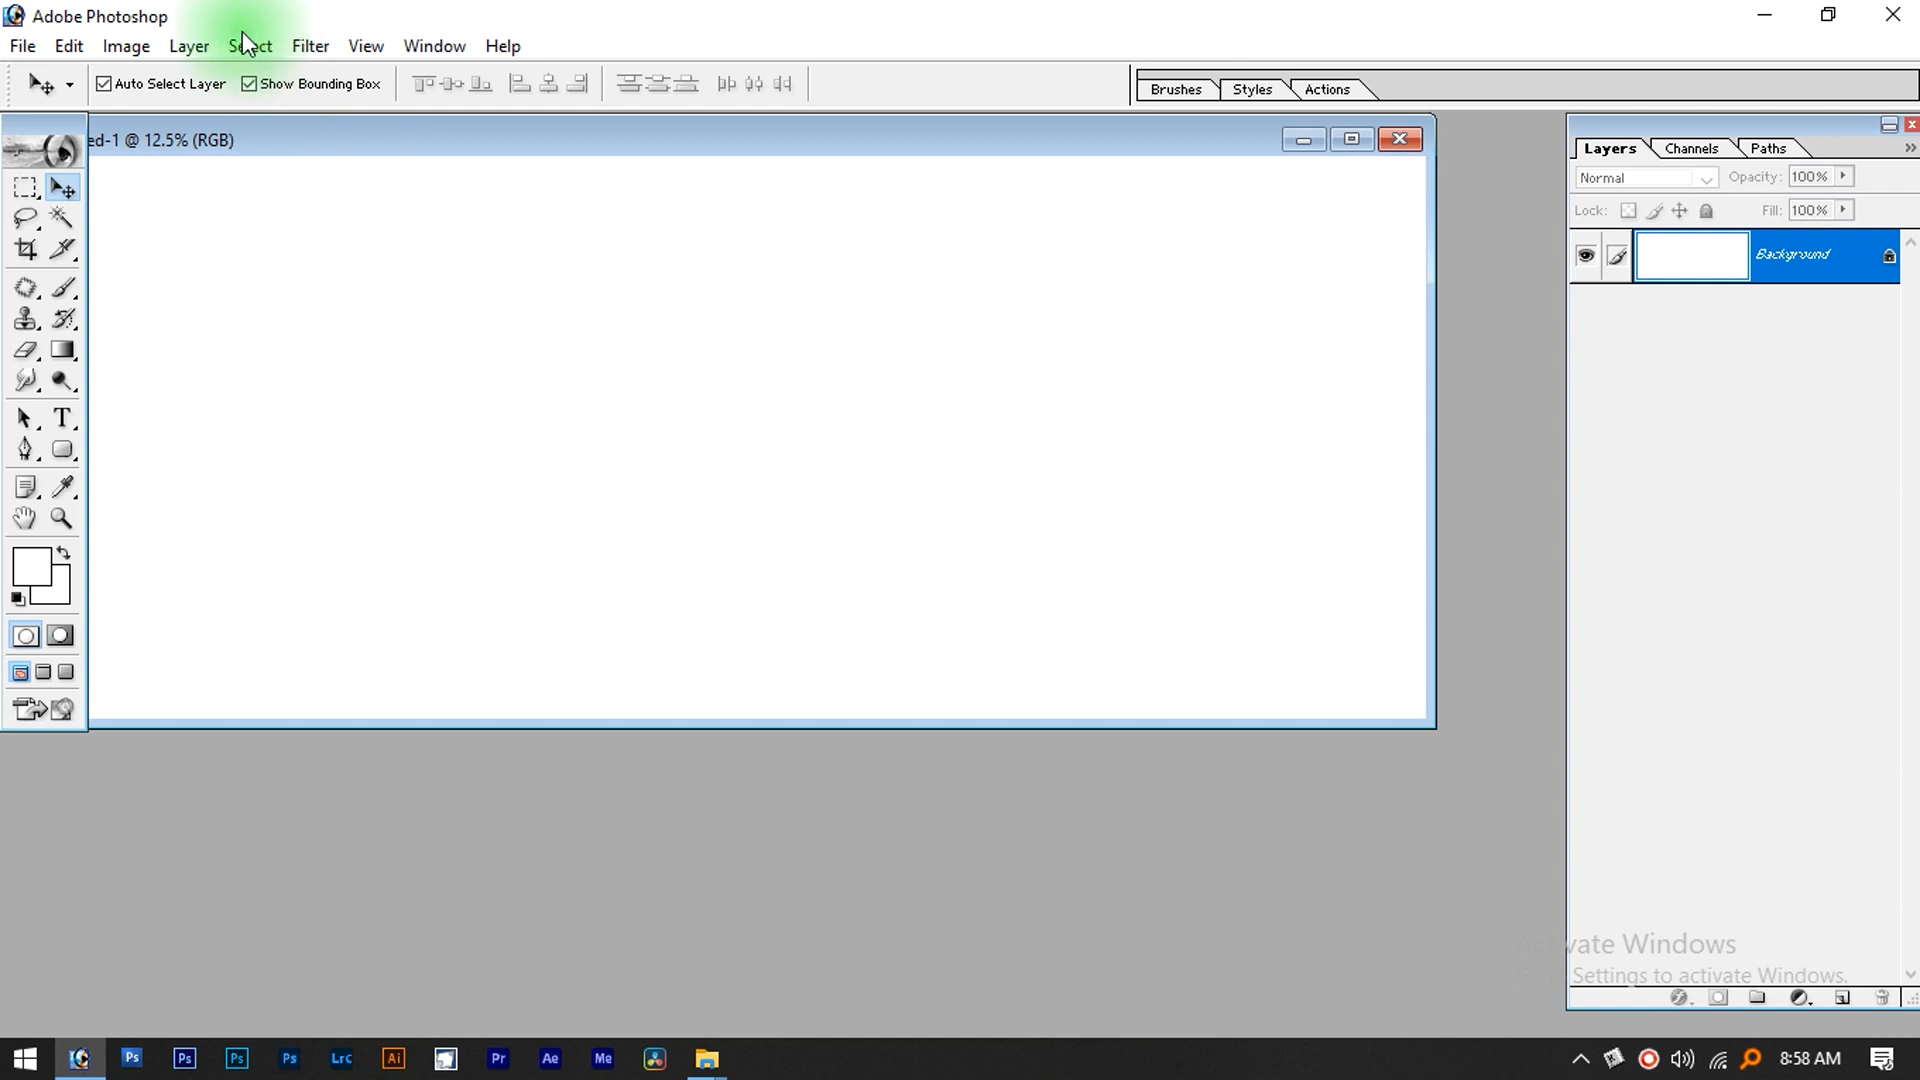 Adobe Photoshop
File Edit Image Layer Select Filter View Window Help
Auto Select Layer Show Bounding Box
Brushes Styles Actions
ed-1 @ 12.5% (RGB)
Layers Channels Paths
Normal Opacity: 100%
Lock: Fill: 100%
Background
T
Activate Windows
Settings to activate Windows.
Ps Ps Ps Ps Lrc Ai Pr Ae Me
8:58 AM